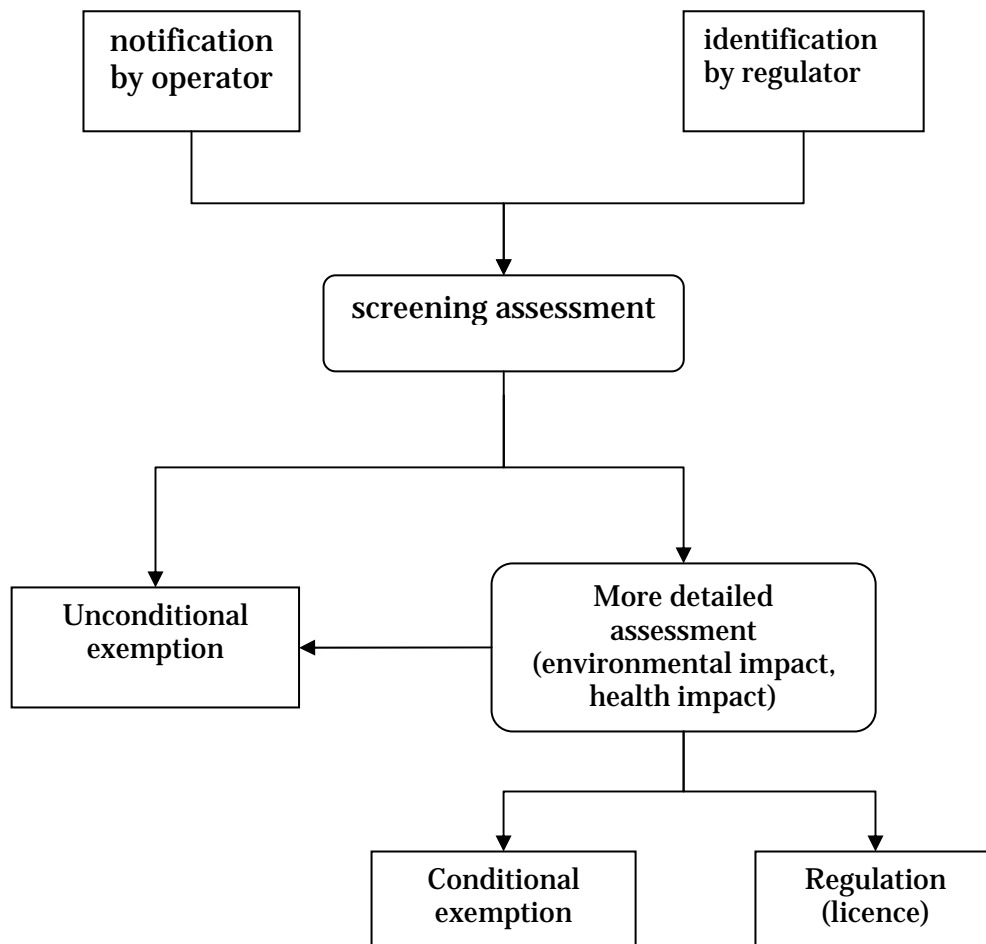 notification
by operator
identification
by regulator
screening assessment
Unconditional
exemption
More detailed
assessment
(environmental impact,
health impact)
Conditional
exemption
Regulation
(licence)